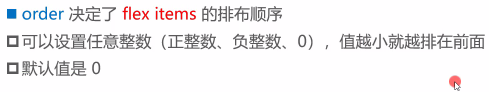 order 决定了 flex items 的排布顺序
可以设置任意整数（正整数、负整数、0），值越小就越排在前面
默认值是 0